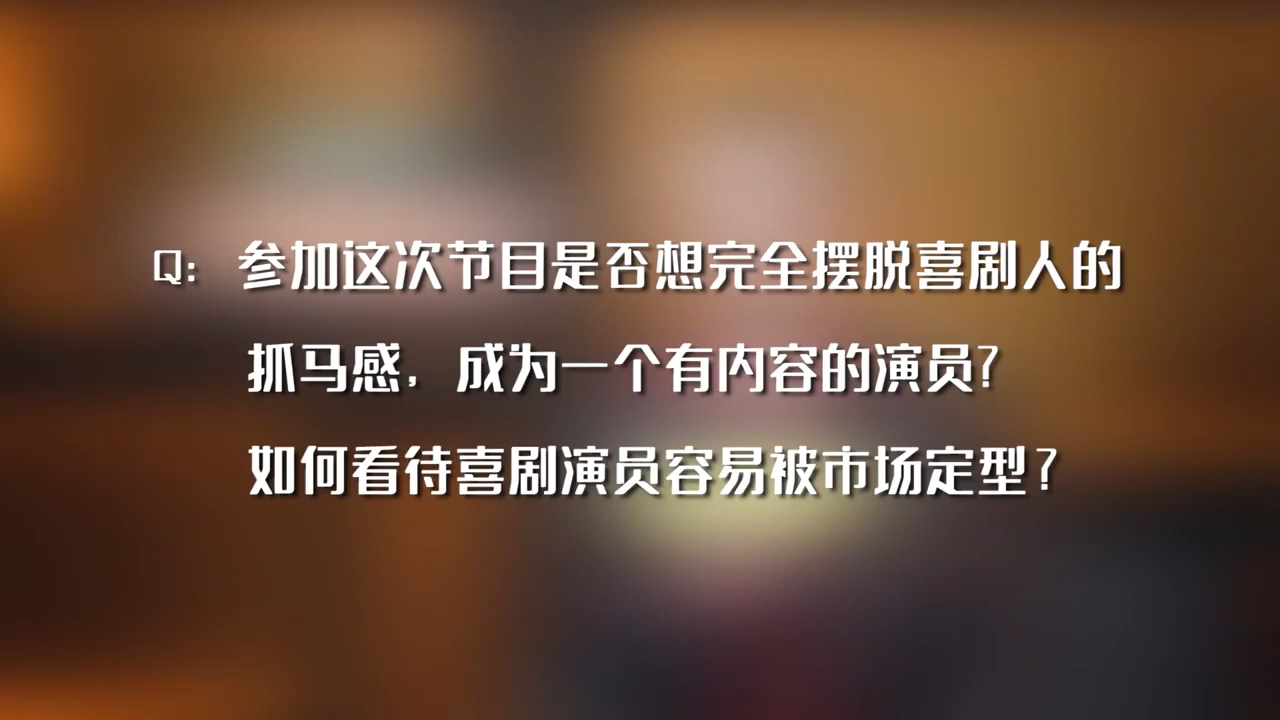 Q: 参加这次节目是否想完全摆脱喜剧人的
抓马感，成为一个有内容的演员?
如何看待喜剧演员容易被市场定型？